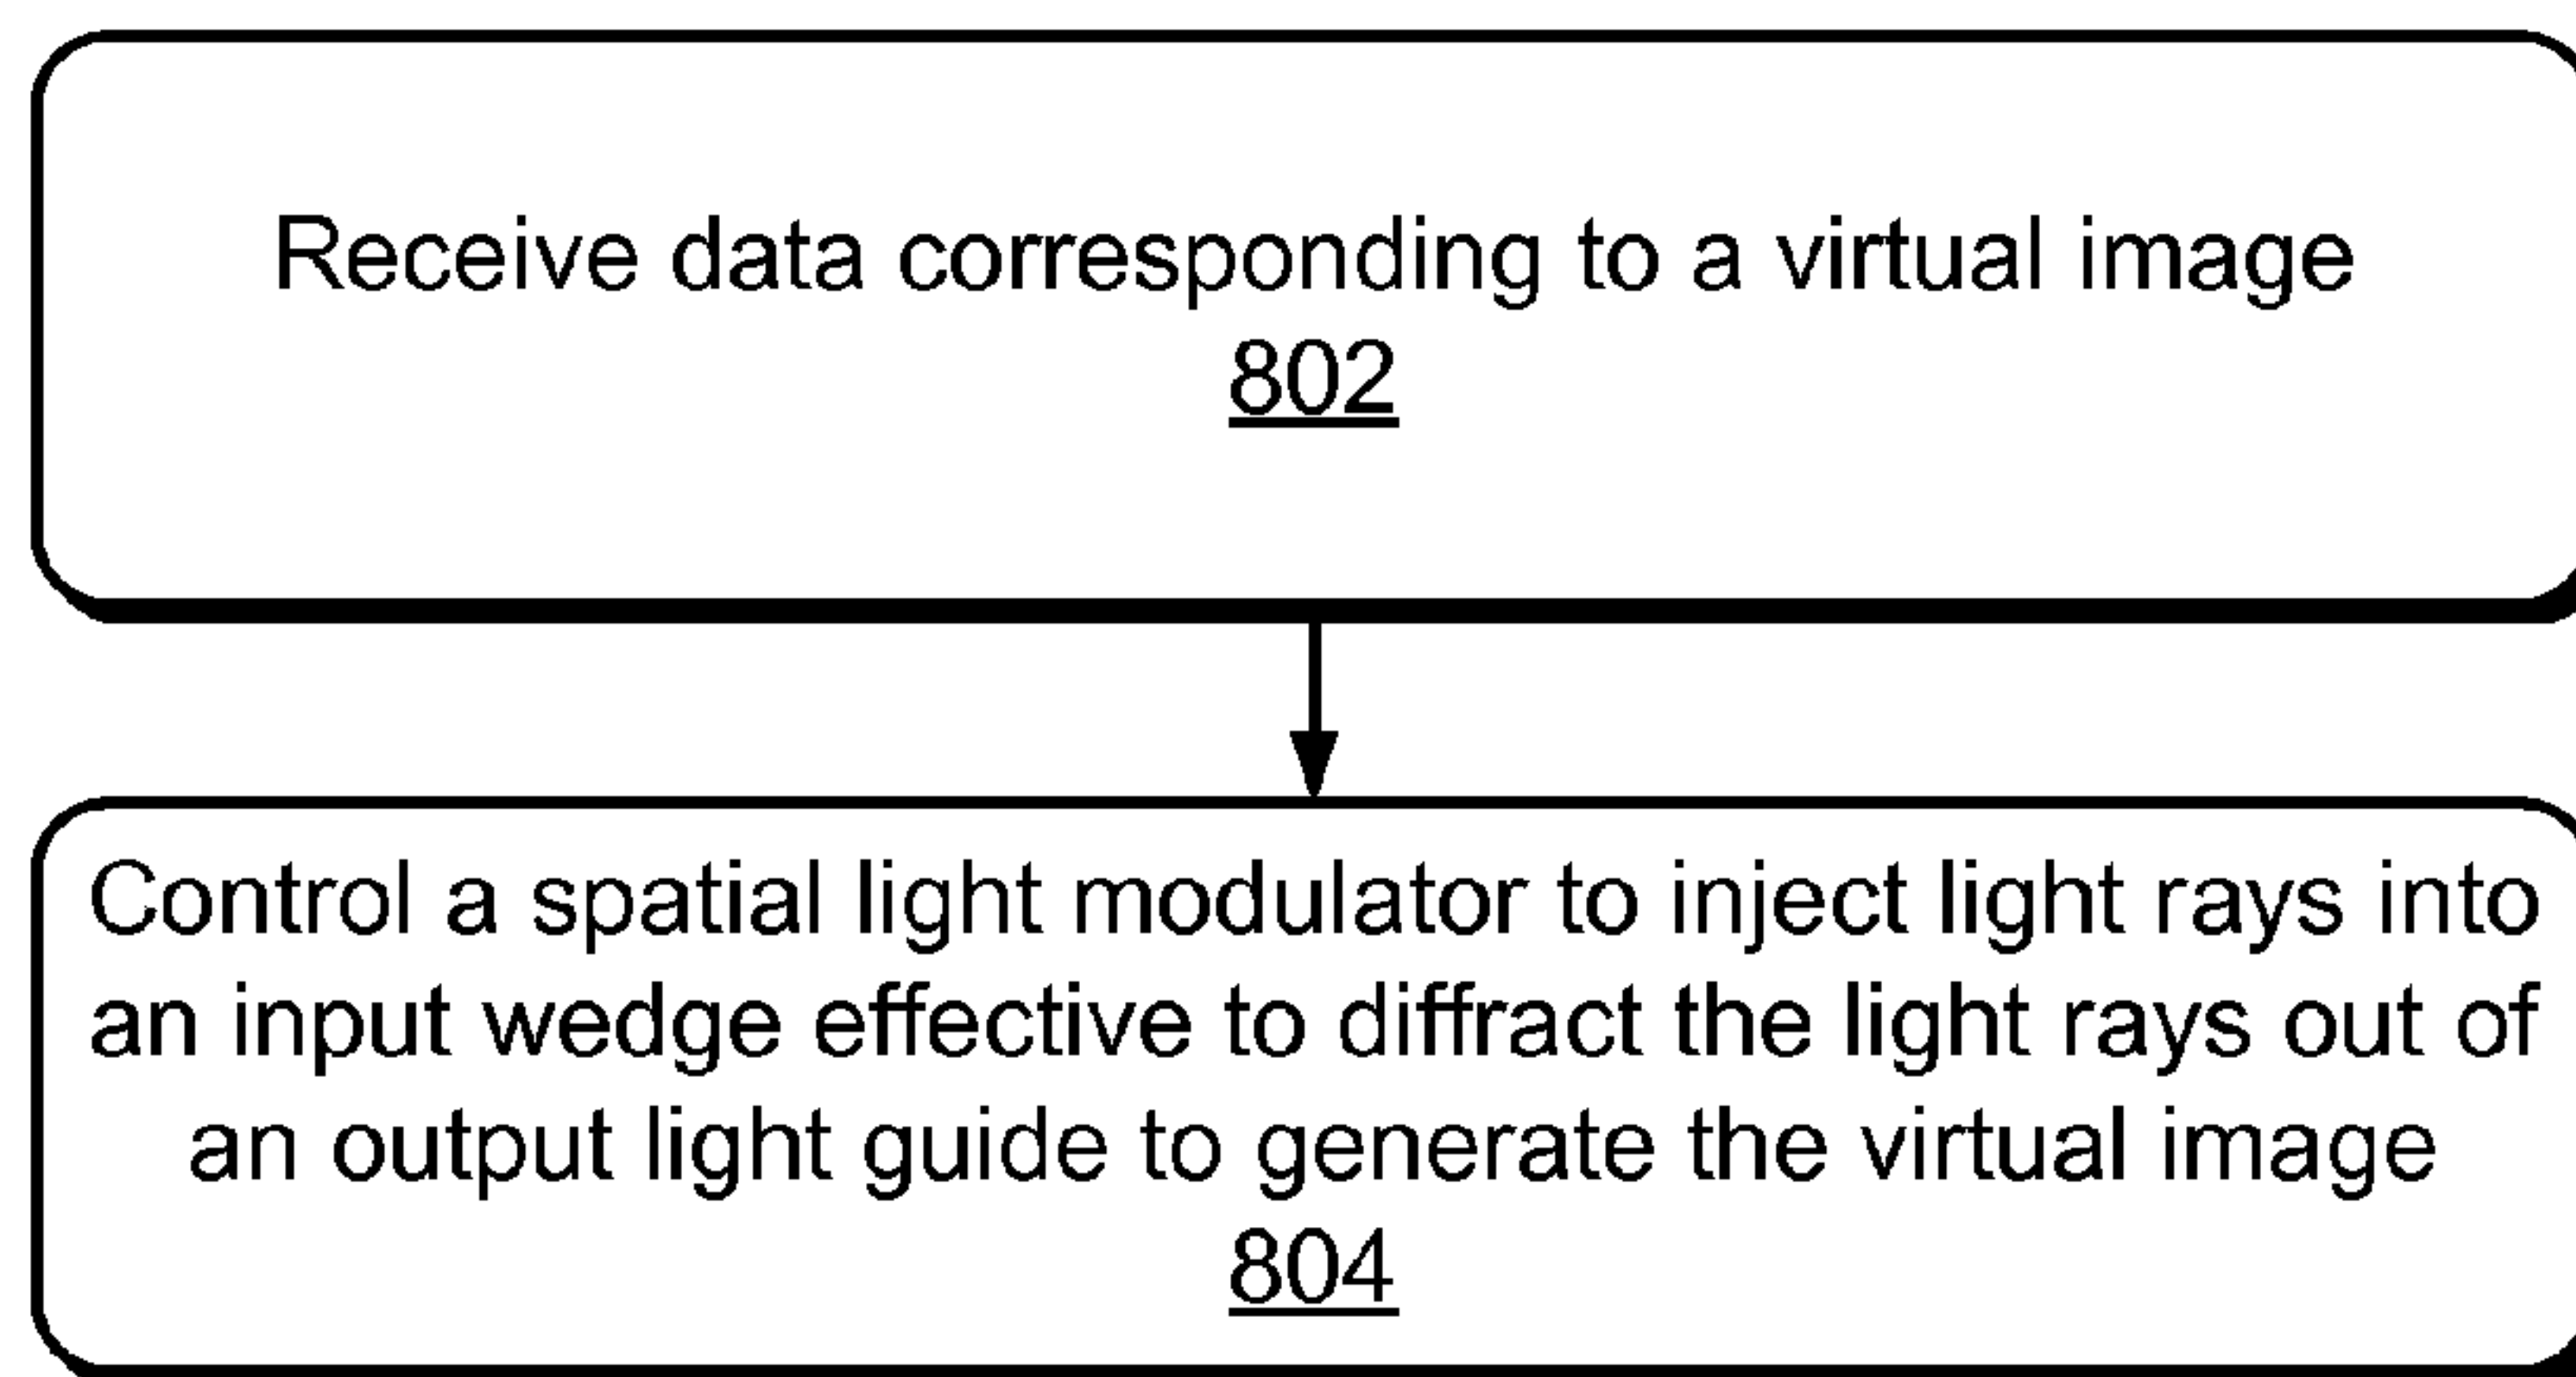 Receive data corresponding to a virtual image
802
Control a spatial light modulator to inject light rays into
an input wedge effective to diffract the light rays out of
an output light guide to generate the virtual image
804